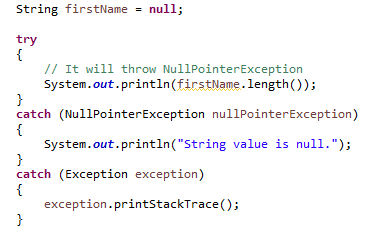 String firstName = null;
try
{
// It will throw NullPointerException
System.out.println(firstName.length());
}
catch (NullPointerException nullPointerException)
{
System.out.println("String value is null.");
}
catch (Exception exception)
{
exception.printStackTrace();
}